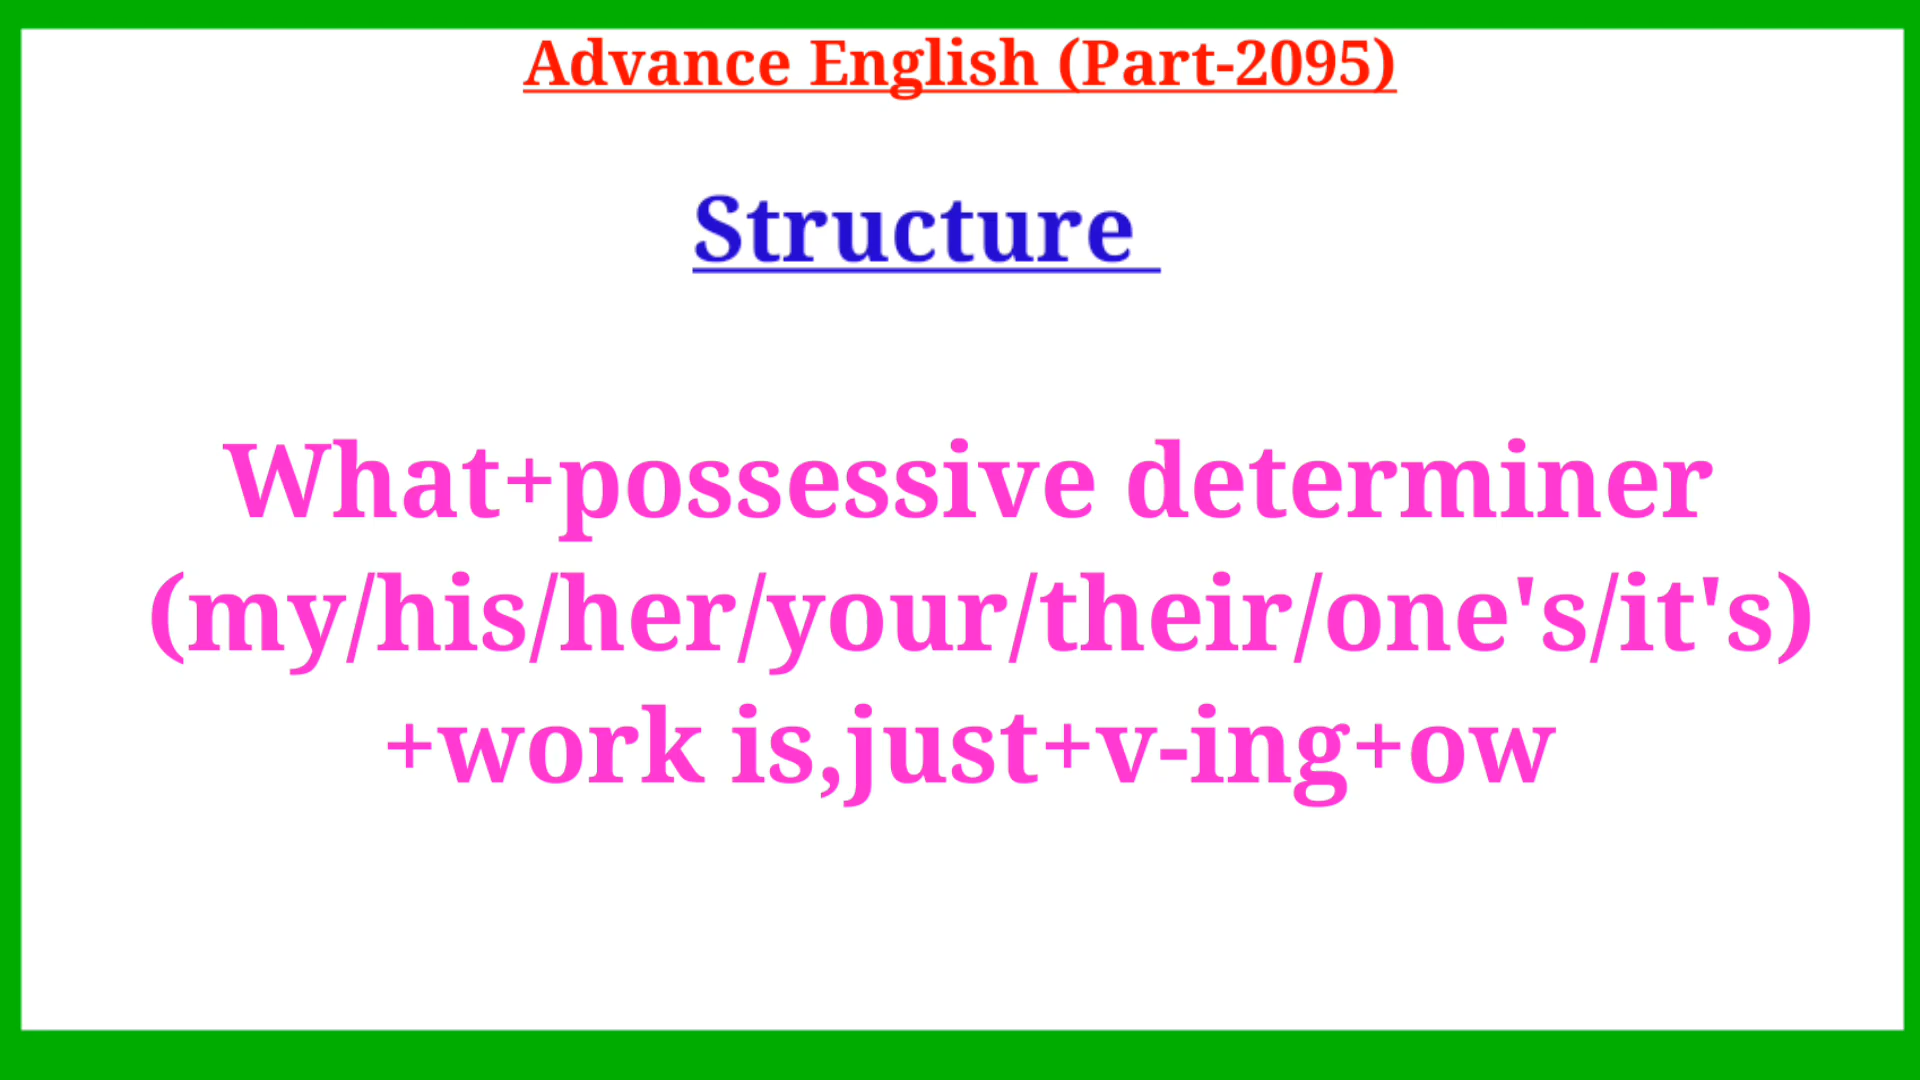 Advance English (Part-2095)
Structure
What+possessive determiner
(my/his/her/your/their/one's/it's)
+work is,just+v-ing+ow